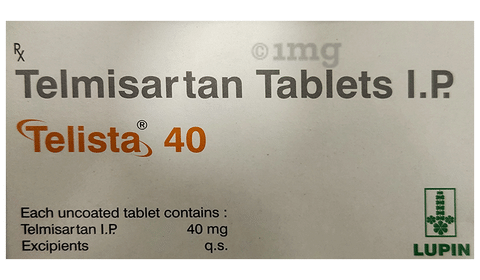 ©1mg
Rx
Telmisartan Tablets I.P.
Telista® 40
Each uncoated tablet contains :
Telmisartan I.P. 40 mg
Excipients q.s.
LUPIN